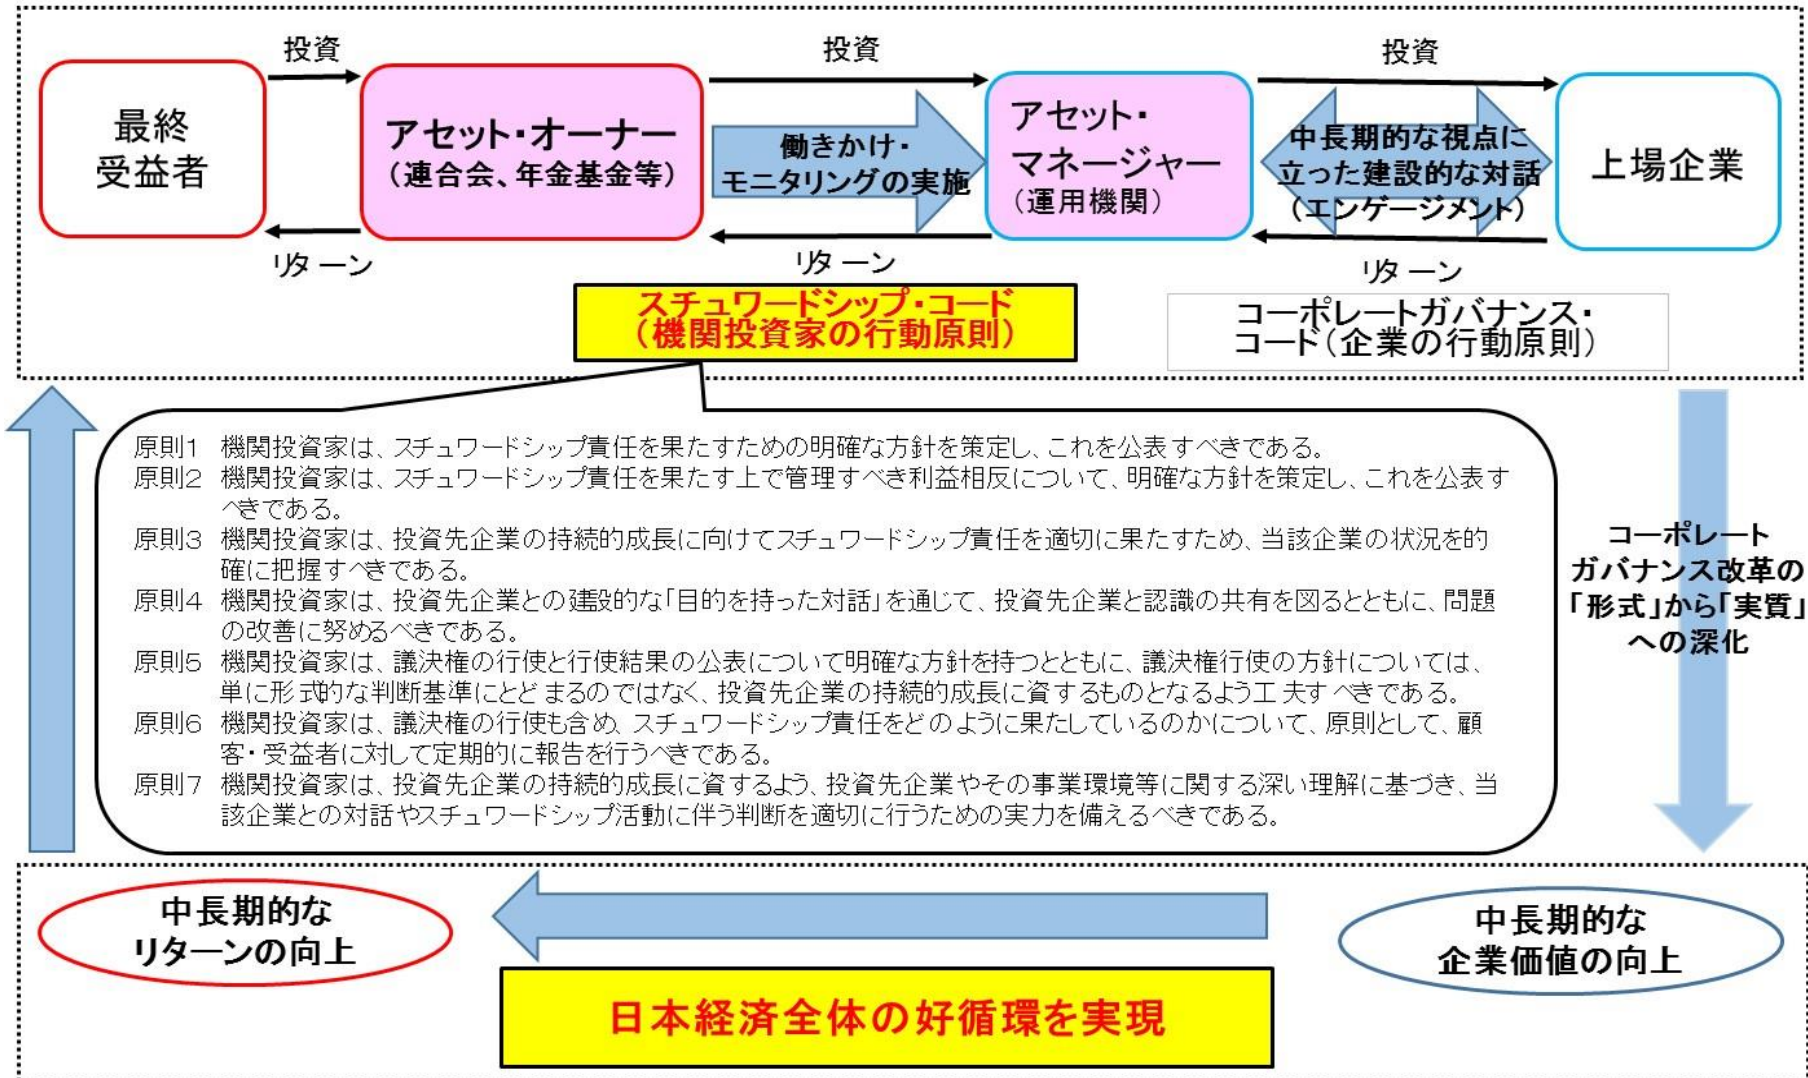 投資
投資
投資
最終
受益者
アセット・オーナー
（連合会、年金基金等）
働きかけ・
モニタリングの実施
アセット・
マネージャー
（運用機関）
中長期的な視点に
立った建設的な対話
（エンゲージメント）
上場企業
リターン
リターン
リターン
スチュワードシップ・コード
（機関投資家の行動原則）
コーポレートガバナンス・
コード（企業の行動原則）
原則1 機関投資家は、スチュワードシップ責任を果たすための明確な方針を策定し、これを公表すべきである。
原則2 機関投資家は、スチュワードシップ責任を果たす上で管理すべき利益相反について、明確な方針を策定し、これを公表す
べきである。
原則3 機関投資家は、投資先企業の持続的成長に向けてスチュワードシップ責任を適切に果たすため、当該企業の状況を的
確に把握すべきである。
原則4 機関投資家は、投資先企業との建設的な「目的を持った対話」を通じて、投資先企業と認識の共有を図るとともに、問題
の改善に努めるべきである。
原則5 機関投資家は、議決権の行使と行使結果の公表について明確な方針を持つとともに、議決権行使の方針については、
単に形式的な判断基準にとどまるのではなく、投資先企業の持続的成長に資するものとなるよう工夫すべきである。
原則6 機関投資家は、議決権の行使も含め、スチュワードシップ責任をどのように果たしているのかについて、原則として、顧
客・受益者に対して定期的に報告を行うべきである。
原則7 機関投資家は、投資先企業の持続的成長に資するよう、投資先企業やその事業環境等に関する深い理解に基づき、当
該企業との対話やスチュワードシップ活動に伴う判断を適切に行うための実力を備えるべきである。
コーポレート
ガバナンス改革の
「形式」から「実質」
への深化
中長期的な
リターンの向上
中長期的な
企業価値の向上
日本経済全体の好循環を実現